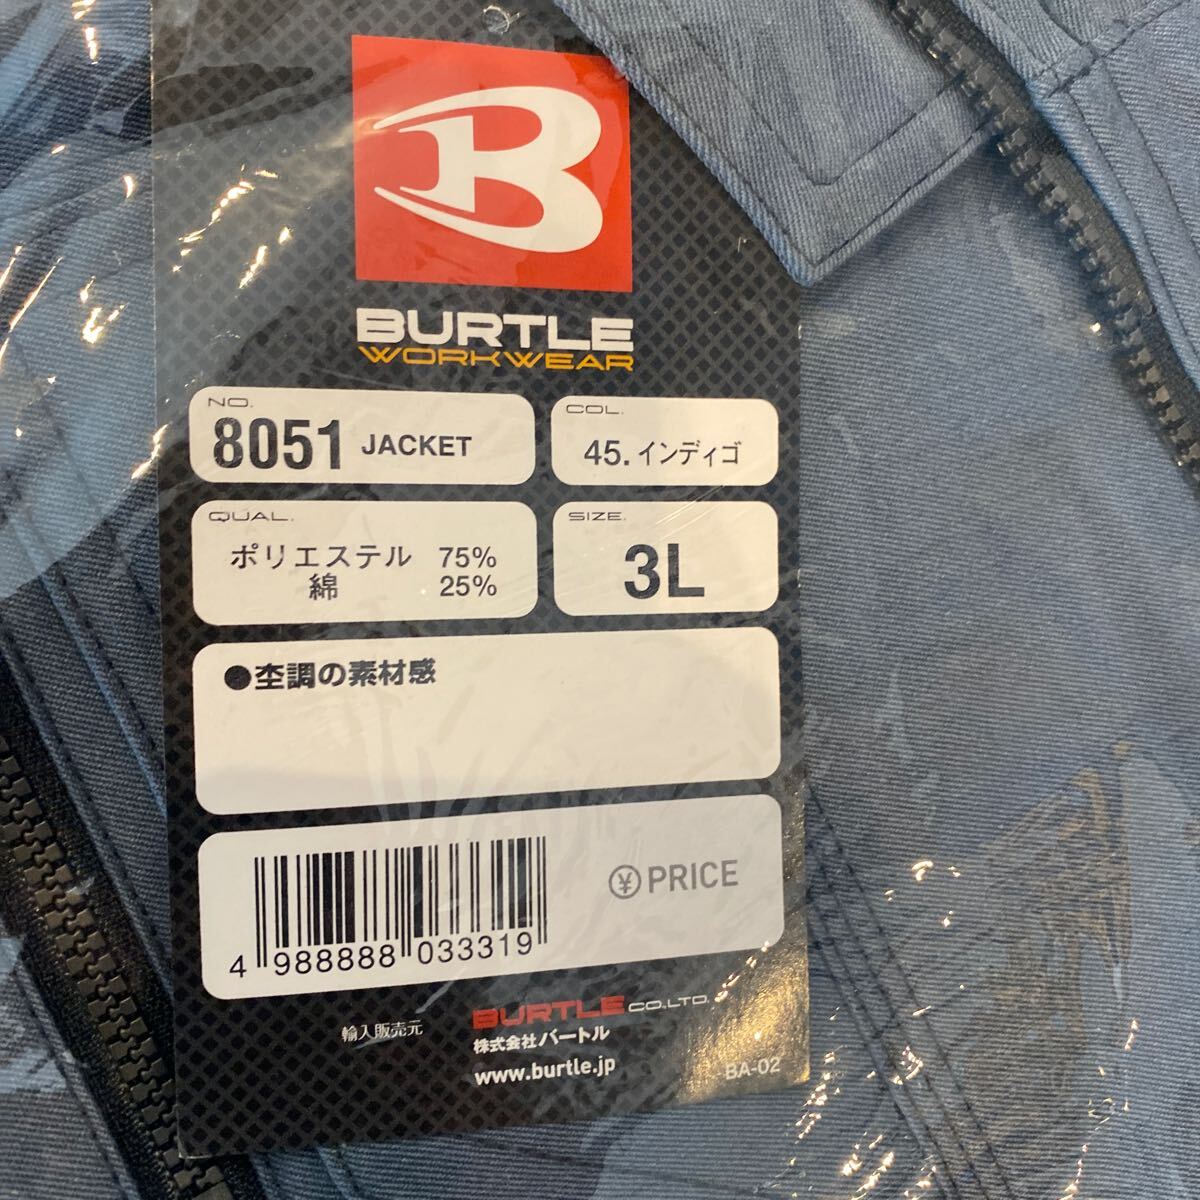 B
BURTLE
WORKWEAR
NO.
8051 JACKET
COL.
45. インディゴ
QUAL.
ポリエステル 75%
綿 25%
SIZE.
3L
●杢調の素材感
¥ PRICE
4 988888 033319
輸入販売元
BURTLE CO.,LTD.
株式会社バートル
www.burtle.jp
BA-02